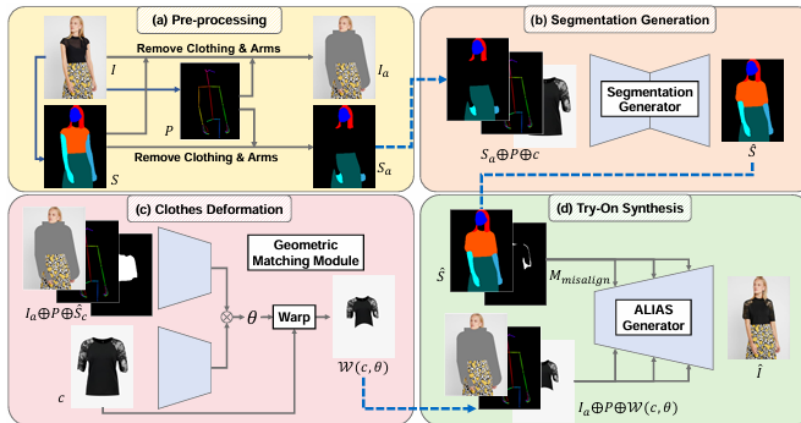 (a) Pre-processing
Remove Clothing & Arms
I
I_a
P
Remove Clothing & Arms
S
S_a
(b) Segmentation Generation
Segmentation
Generator
S_a⊕P⊕c
Ŝ
(c) Clothes Deformation
Geometric
Matching Module
I_a⊕P⊕Ŝ_c
θ
Warp
c
𝒲(c, θ)
(d) Try-On Synthesis
Ŝ
M_misalign
ALIAS
Generator
Î
I_a⊕P⊕𝒲(c, θ)